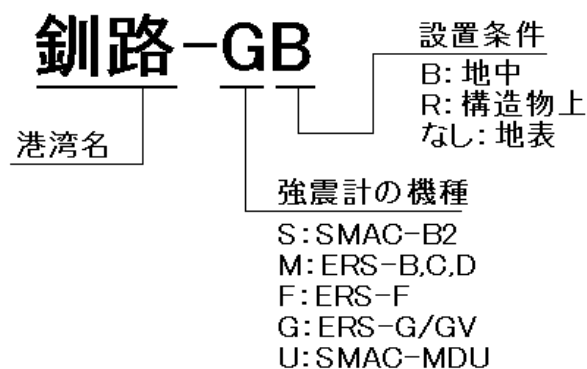 釧路-GB
設置条件
B:地中
R:構造物上
なし:地表
港湾名
強震計の機種
S:SMAC-B2
M:ERS-B,C,D
F:ERS-F
G:ERS-G/GV
U:SMAC-MDU